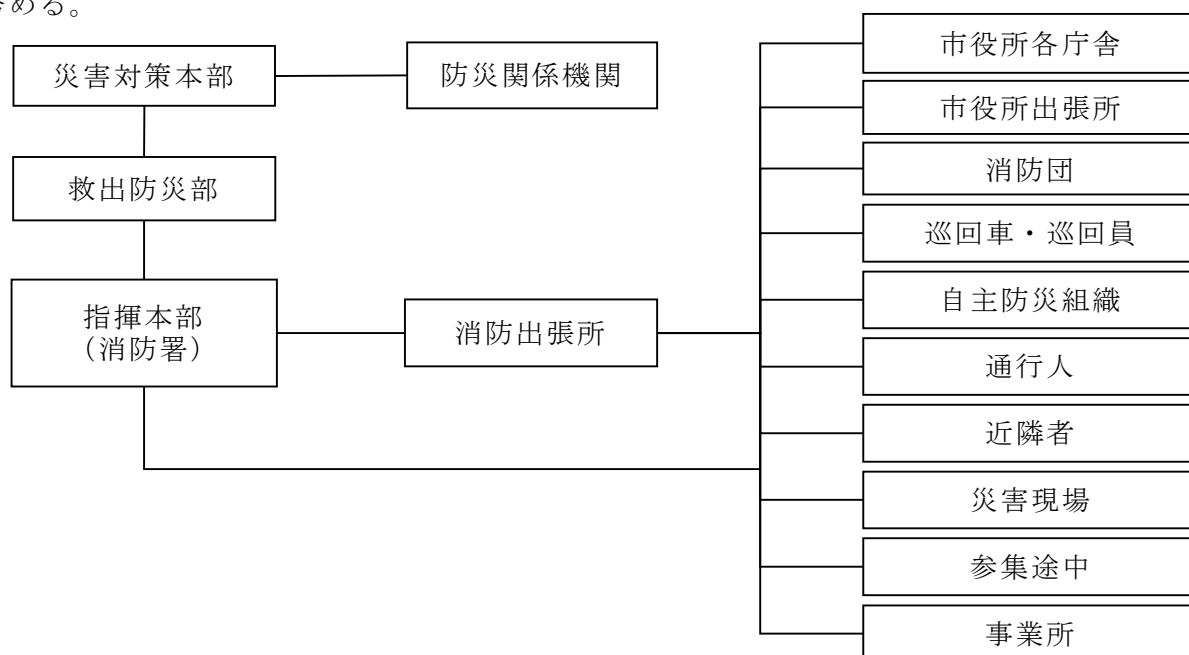 める。
災害対策本部
防災関係機関
救出防災部
指揮本部
（消防署）
消防出張所
市役所各庁舎
市役所出張所
消防団
巡回車・巡回員
自主防災組織
通行人
近隣者
災害現場
参集途中
事業所